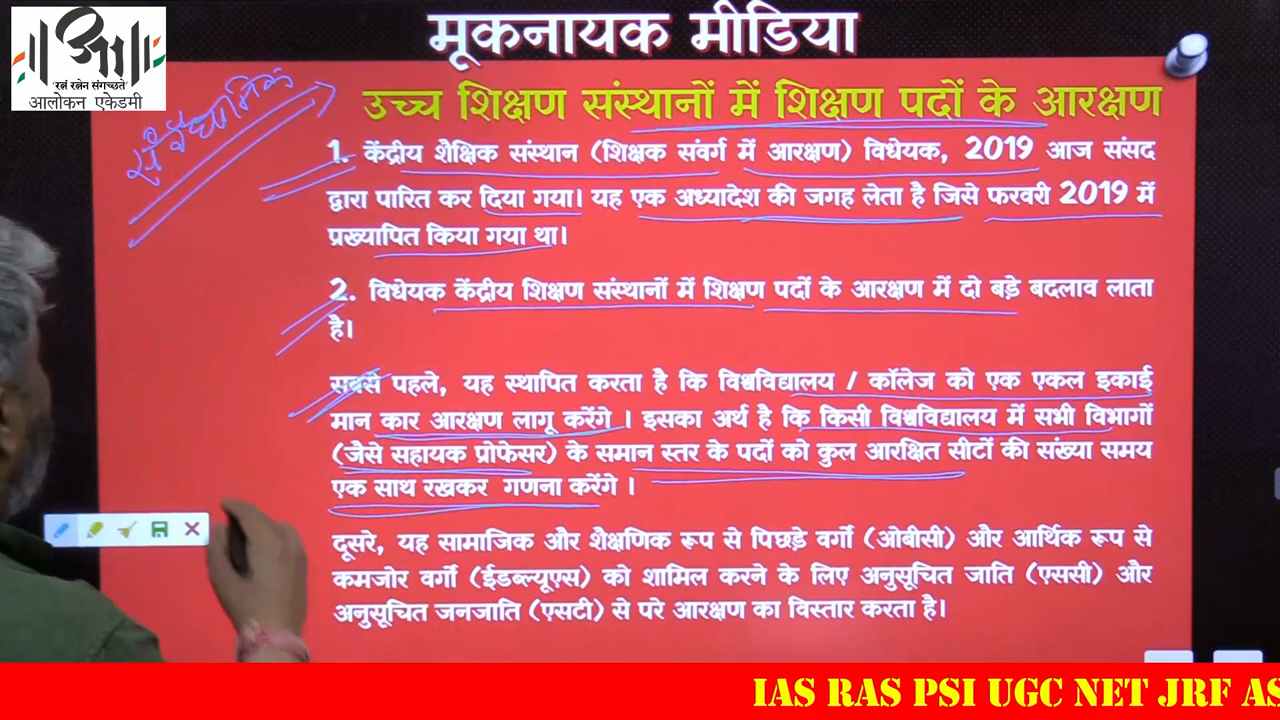 मूकनायक मीडिया
रत्नं रत्नेन संगच्छते
आलोकन एकेडमी
उच्च शिक्षण संस्थानों में शिक्षण पदों के आरक्षण
1. केंद्रीय शैक्षिक संस्थान (शिक्षक संवर्ग में आरक्षण) विधेयक, 2019 आज संसद
द्वारा पारित कर दिया गया। यह एक अध्यादेश की जगह लेता है जिसे फरवरी 2019 में
प्रख्यापित किया गया था।
2. विधेयक केंद्रीय शिक्षण संस्थानों में शिक्षण पदों के आरक्षण में दो बड़े बदलाव लाता
है।
सबसे पहले, यह स्थापित करता है कि विश्वविद्यालय / कॉलेज को एक एकल इकाई
मान कार आरक्षण लागू करेंगे । इसका अर्थ है कि किसी विश्वविद्यालय में सभी विभागों
(जैसे सहायक प्रोफेसर) के समान स्तर के पदों को कुल आरक्षित सीटों की संख्या समय
एक साथ रखकर गणना करेंगे ।
दूसरे, यह सामाजिक और शैक्षणिक रूप से पिछड़े वर्गों (ओबीसी) और आर्थिक रूप से
कमजोर वर्गों (ईडब्ल्यूएस) को शामिल करने के लिए अनुसूचित जाति (एससी) और
अनुसूचित जनजाति (एसटी) से परे आरक्षण का विस्तार करता है।
IAS RAS PSI UGC NET JRF AS